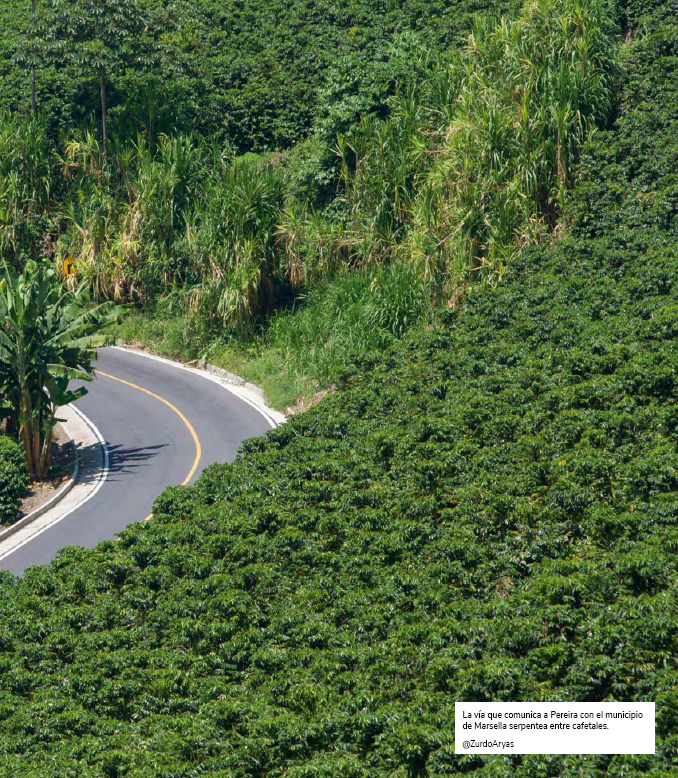 La vía que comunica a Pereira con el municipio
de Marsella serpentea entre cafetales.
@ZurdoAryas